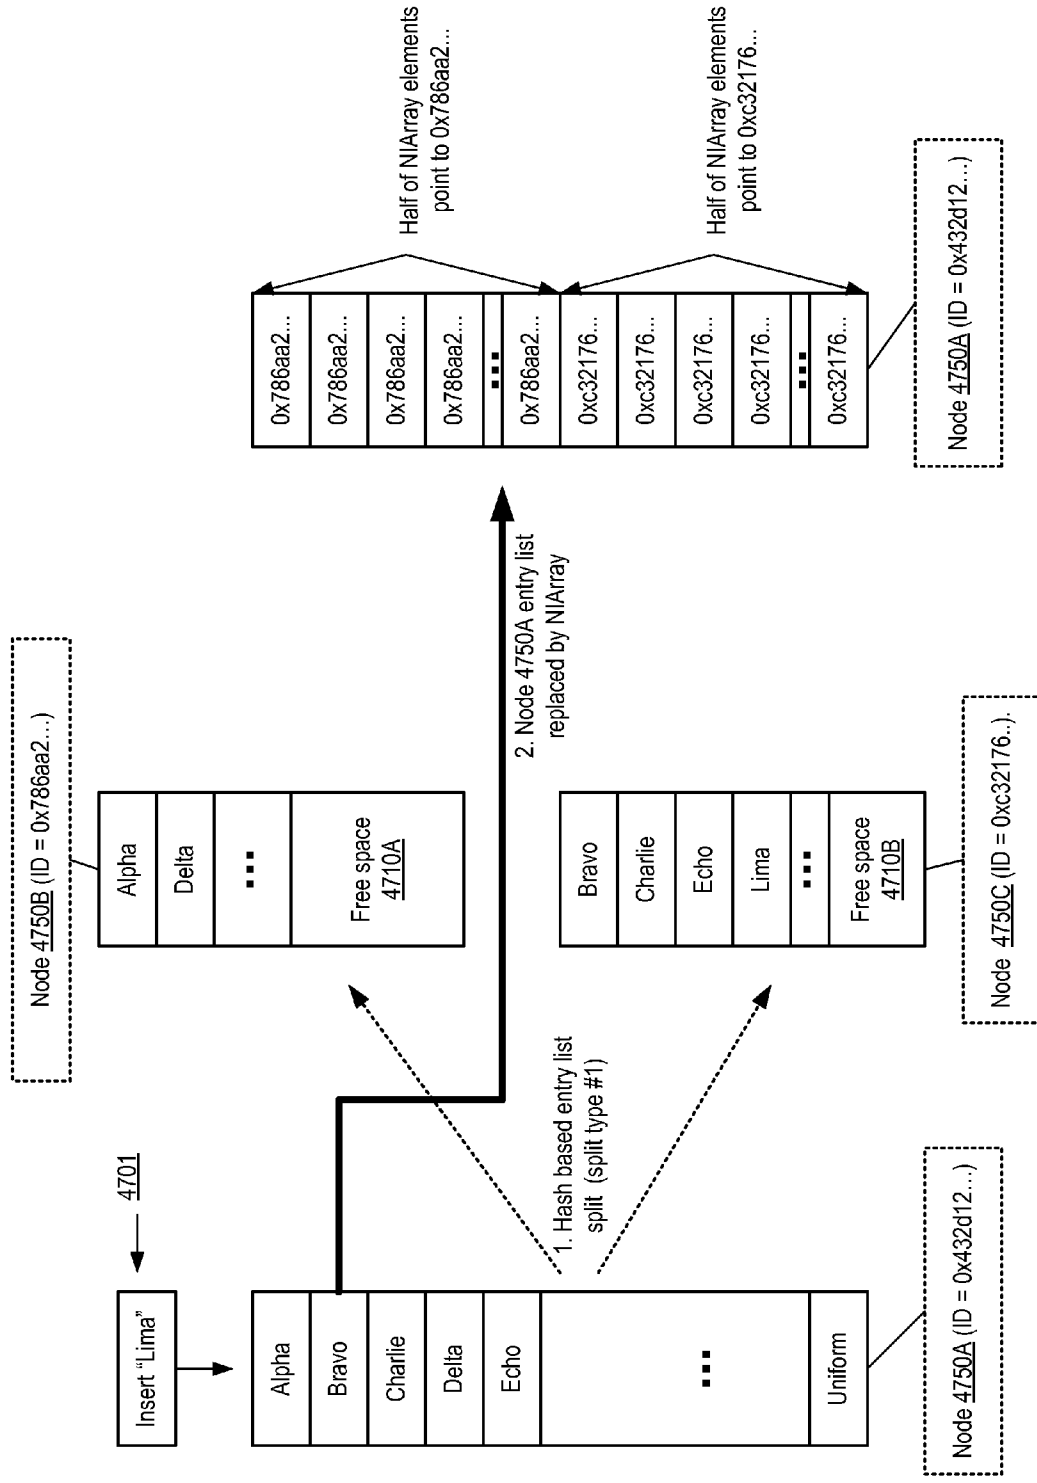 Insert “Lima”
4701
Alpha
Bravo
Charlie
Delta
Echo
...
Uniform
Node 4750A (ID = 0x432d12...)
1. Hash based entry list
split (split type #1)
Node 4750B (ID = 0x786aa2...)
Alpha
Delta
...
Free space
4710A
2. Node 4750A entry list
replaced by NIArray
Bravo
Charlie
Echo
Lima
...
Free space
4710B
Node 4750C (ID = 0xc32176..).
0x786aa2...
0x786aa2...
0x786aa2...
0x786aa2...
...
0x786aa2...
0xc32176...
0xc32176...
0xc32176...
0xc32176...
...
0xc32176...
Half of NIArray elements
point to 0x786aa2...
Half of NIArray elements
point to 0xc32176...
Node 4750A (ID = 0x432d12...)